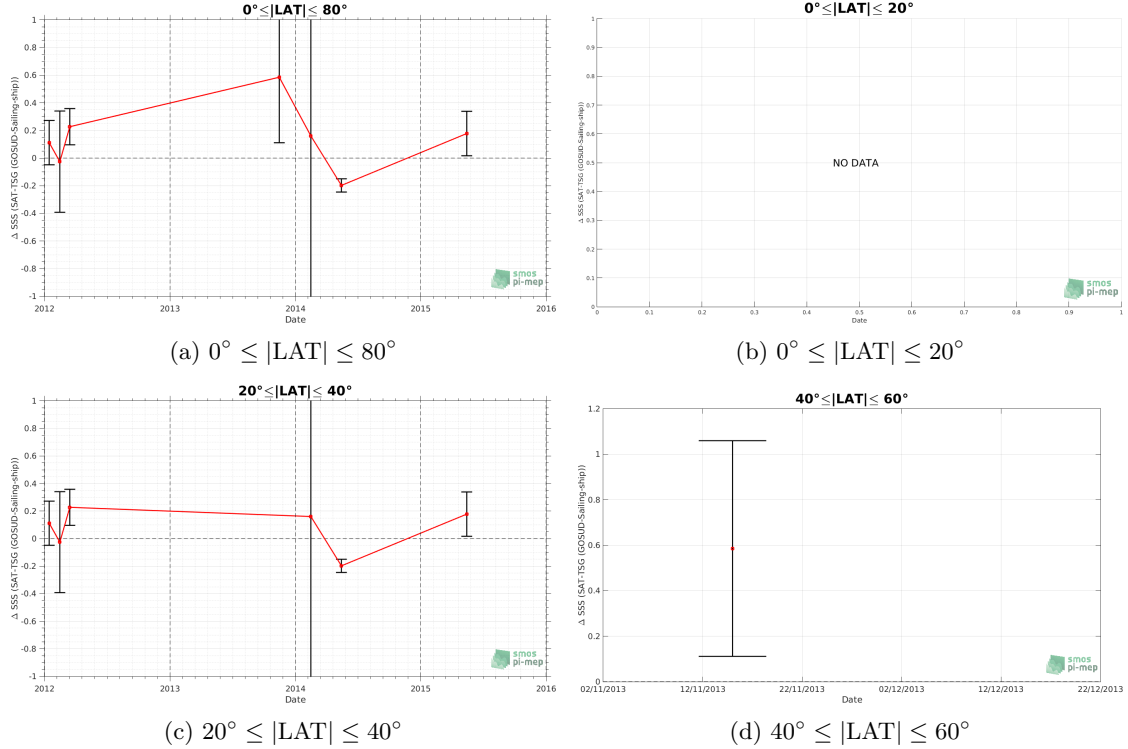 0°≤|LAT|≤ 80°
1
0.8
0.6
0.4
0.2
0
-0.2
-0.4
-0.6
-0.8
-1
Δ SSS (SAT-TSG (GOSUD-Sailing-ship))
2012
2013
2014
2015
2016
Date
smos
pi-mep
(a) 0° ≤ |LAT| ≤ 80°
0°≤|LAT|≤ 20°
1
0.9
0.8
0.7
0.6
0.5
0.4
0.3
0.2
0.1
0
Δ SSS (SAT-TSG (GOSUD-Sailing-ship))
NO DATA
0
0.1
0.2
0.3
0.4
0.5
0.6
0.7
0.8
0.9
1
Date
smos
pi-mep
(b) 0° ≤ |LAT| ≤ 20°
20°≤|LAT|≤ 40°
1
0.8
0.6
0.4
0.2
0
-0.2
-0.4
-0.6
-0.8
-1
Δ SSS (SAT-TSG (GOSUD-Sailing-ship))
2012
2013
2014
2015
2016
Date
smos
pi-mep
(c) 20° ≤ |LAT| ≤ 40°
40°≤|LAT|≤ 60°
1.2
1
0.8
0.6
0.4
0.2
0
Δ SSS (SAT-TSG (GOSUD-Sailing-ship))
02/11/2013
12/11/2013
22/11/2013
02/12/2013
12/12/2013
22/12/2013
Date
smos
pi-mep
(d) 40° ≤ |LAT| ≤ 60°